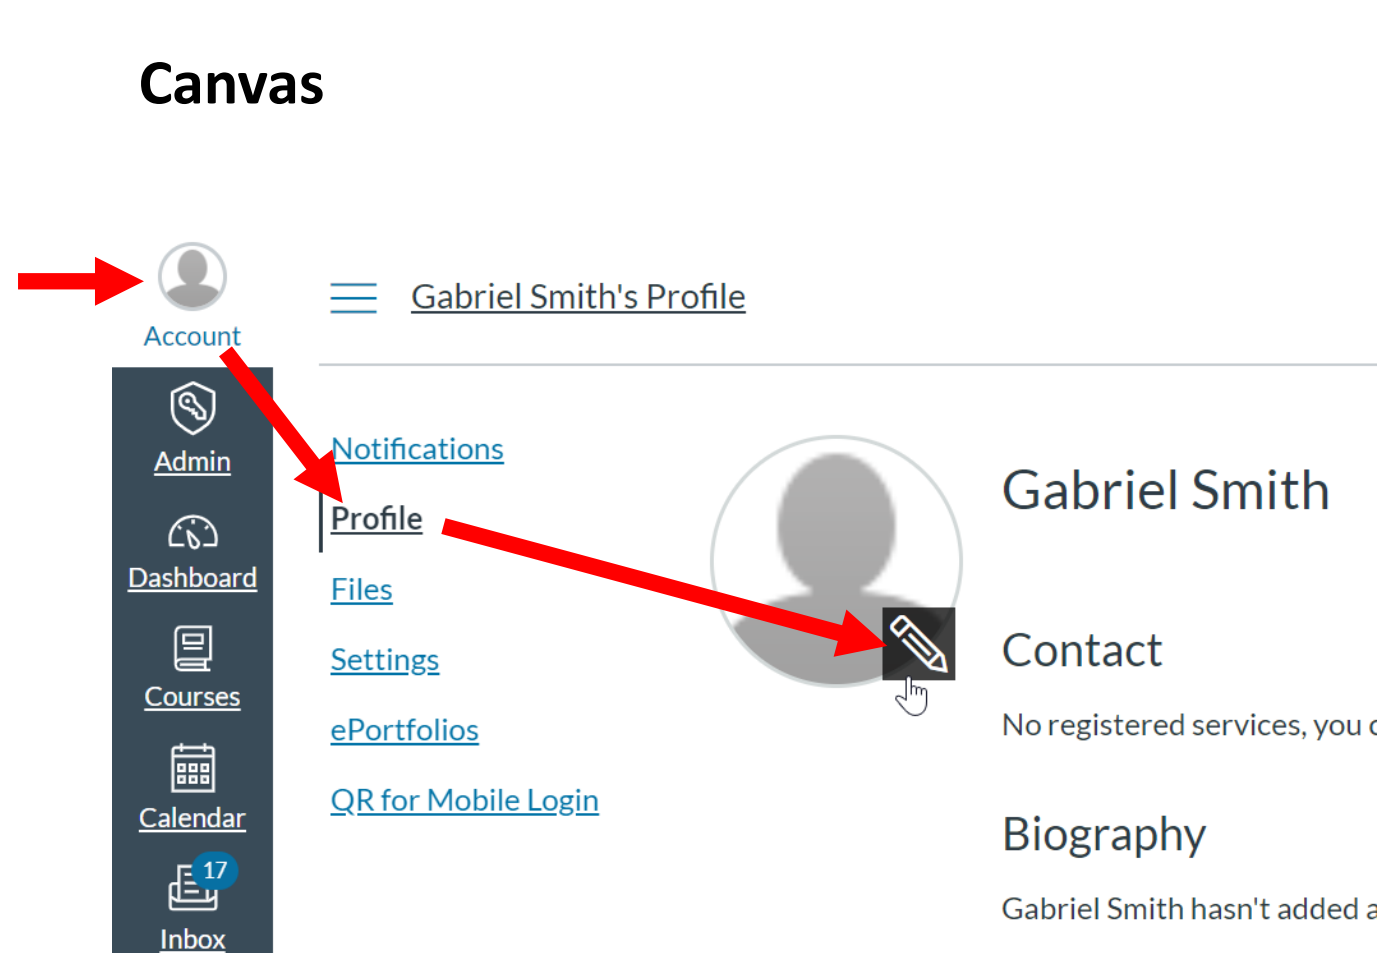 Canvas
Account
Gabriel Smith's Profile
Admin
Dashboard
Courses
Calendar
17
Inbox
Notifications
Profile
Files
Settings
ePortfolios
QR for Mobile Login
Gabriel Smith
Contact
No registered services, you
Biography
Gabriel Smith hasn't added